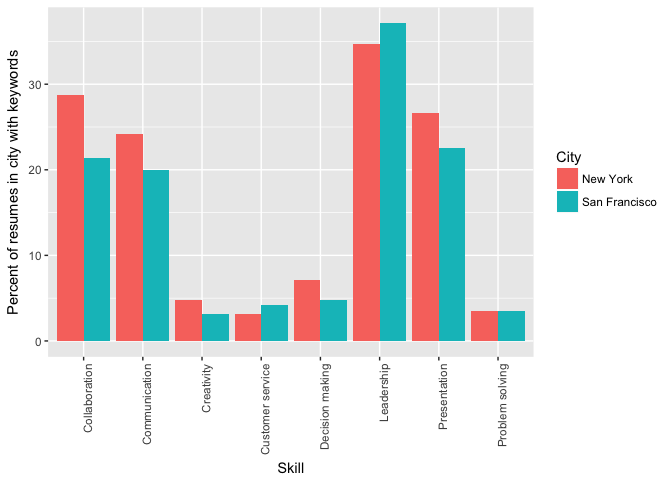 Percent of resumes in city with keywords
30
20
10
0
Collaboration
Communication
Creativity
Customer service
Decision making
Leadership
Presentation
Problem solving
Skill
City
New York
San Francisco